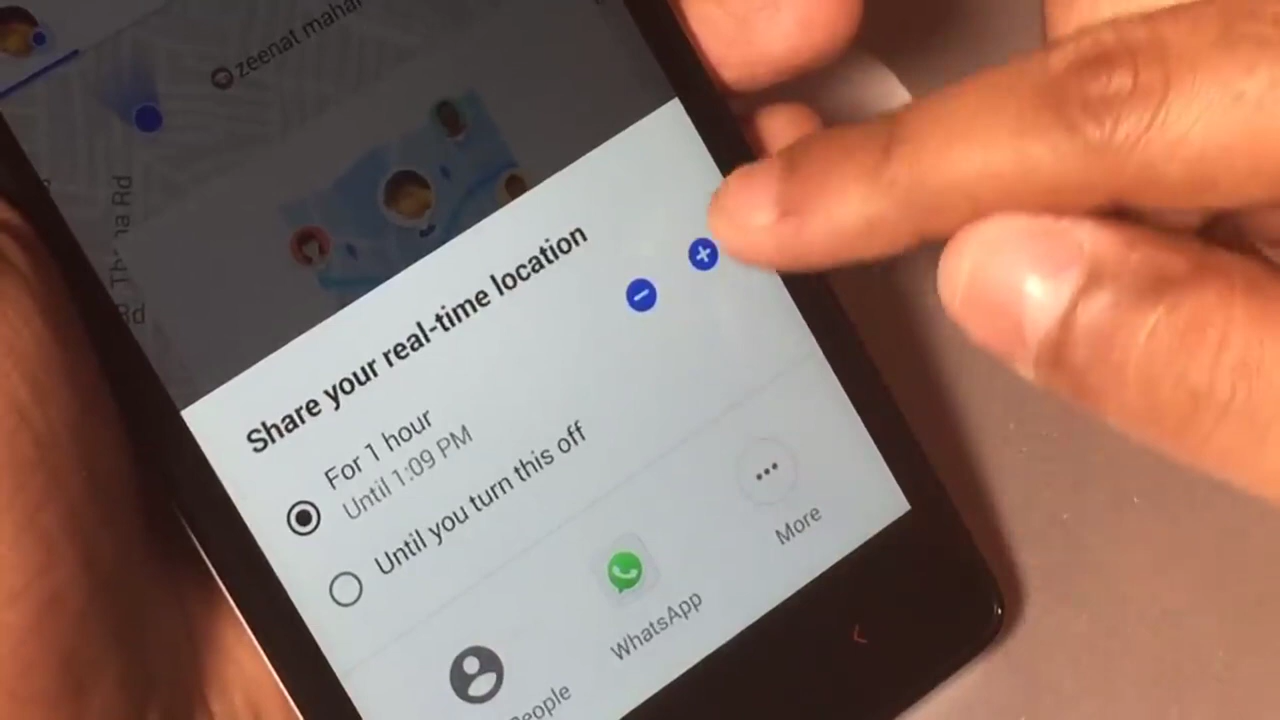 zeenat mahal
Share your real-time location
For 1 hour
Until 1:09 PM
Until you turn this off
People
WhatsApp
More